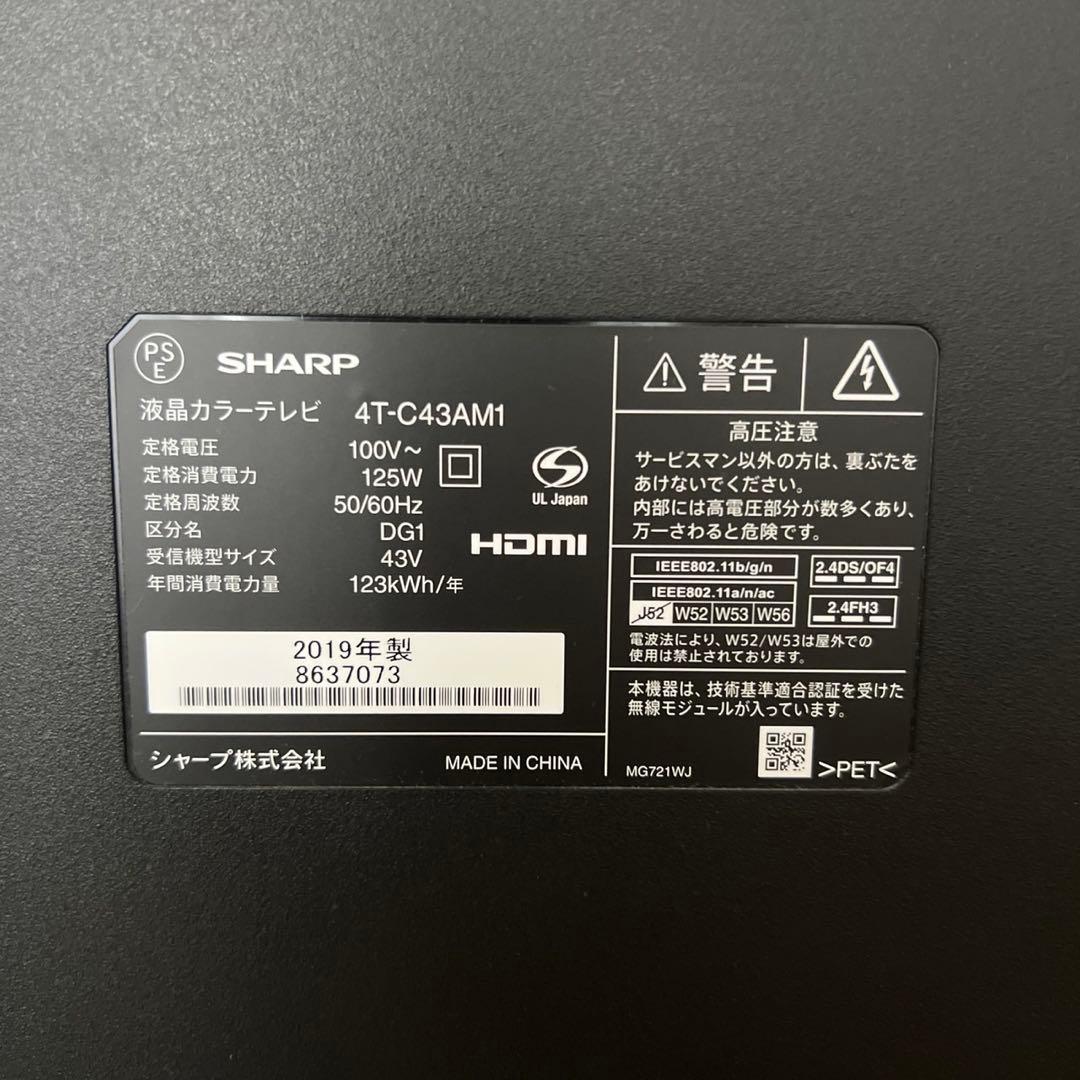 PS
E
SHARP
液晶カラーテレビ 4T-C43AM1
定格電圧 100V~
定格消費電力 125W
定格周波数 50/60Hz
区分名 DG1
受信機型サイズ 43V
年間消費電力量 123kWh/年
S
UL Japan
HDMI
2019年製
8637073
シャープ株式会社 MADE IN CHINA
警告
高圧注意
サービスマン以外の方は、裏ぶたを
あけないでください。
内部には高電圧部分が数多くあり、
万一さわると危険です。
IEEE802.11b/g/n
IEEE802.11a/n/ac
J52 W52 W53 W56
2.4DS/OF4
2.4FH3
電波法により、W52/W53は屋外での
使用は禁止されております。
本機器は、技術基準適合認証を受けた
無線モジュールが入っています。
MG721WJ >PET<